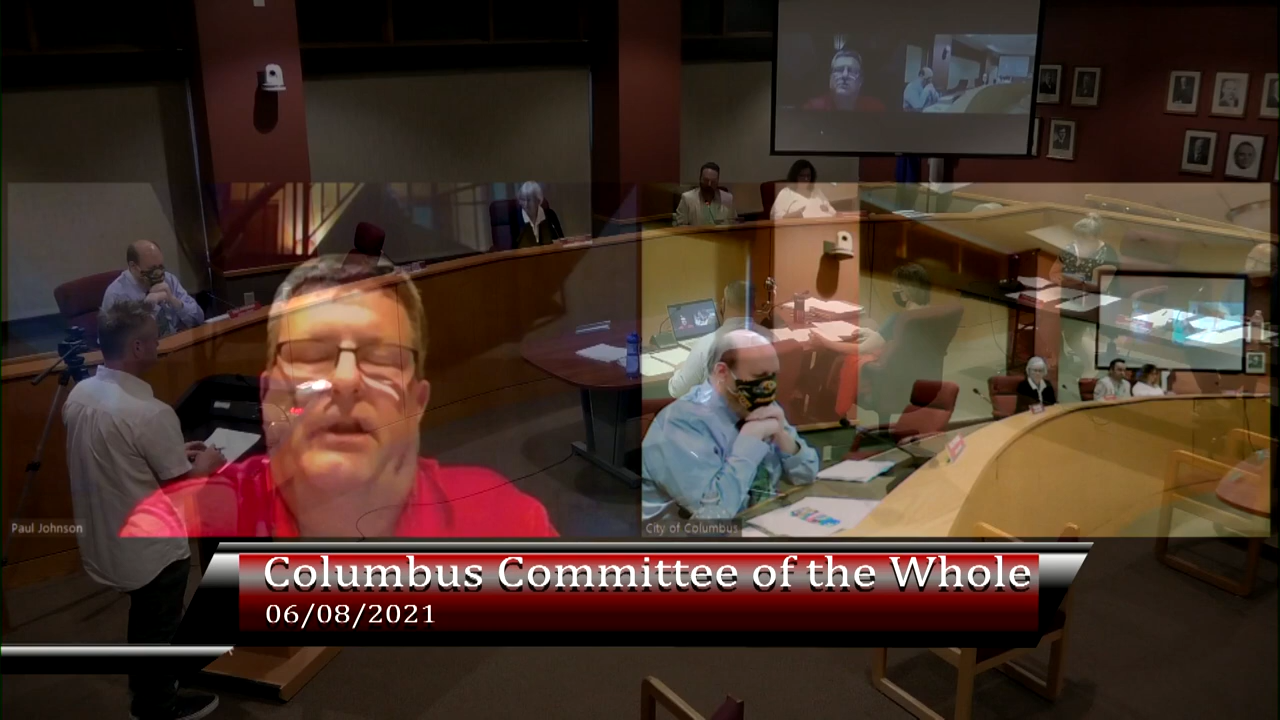 Paul Johnson
City of Columbus
Columbus Committee of the Whole
06/08/2021